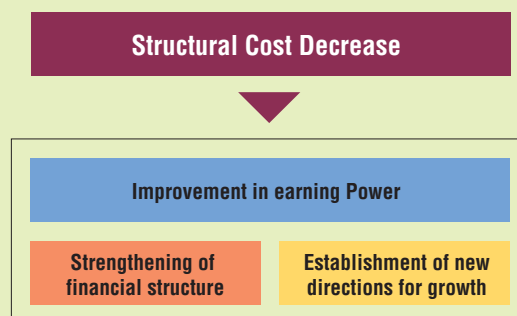 Structural Cost Decrease
Improvement in earning Power
Strengthening of
financial structure
Establishment of new
directions for growth